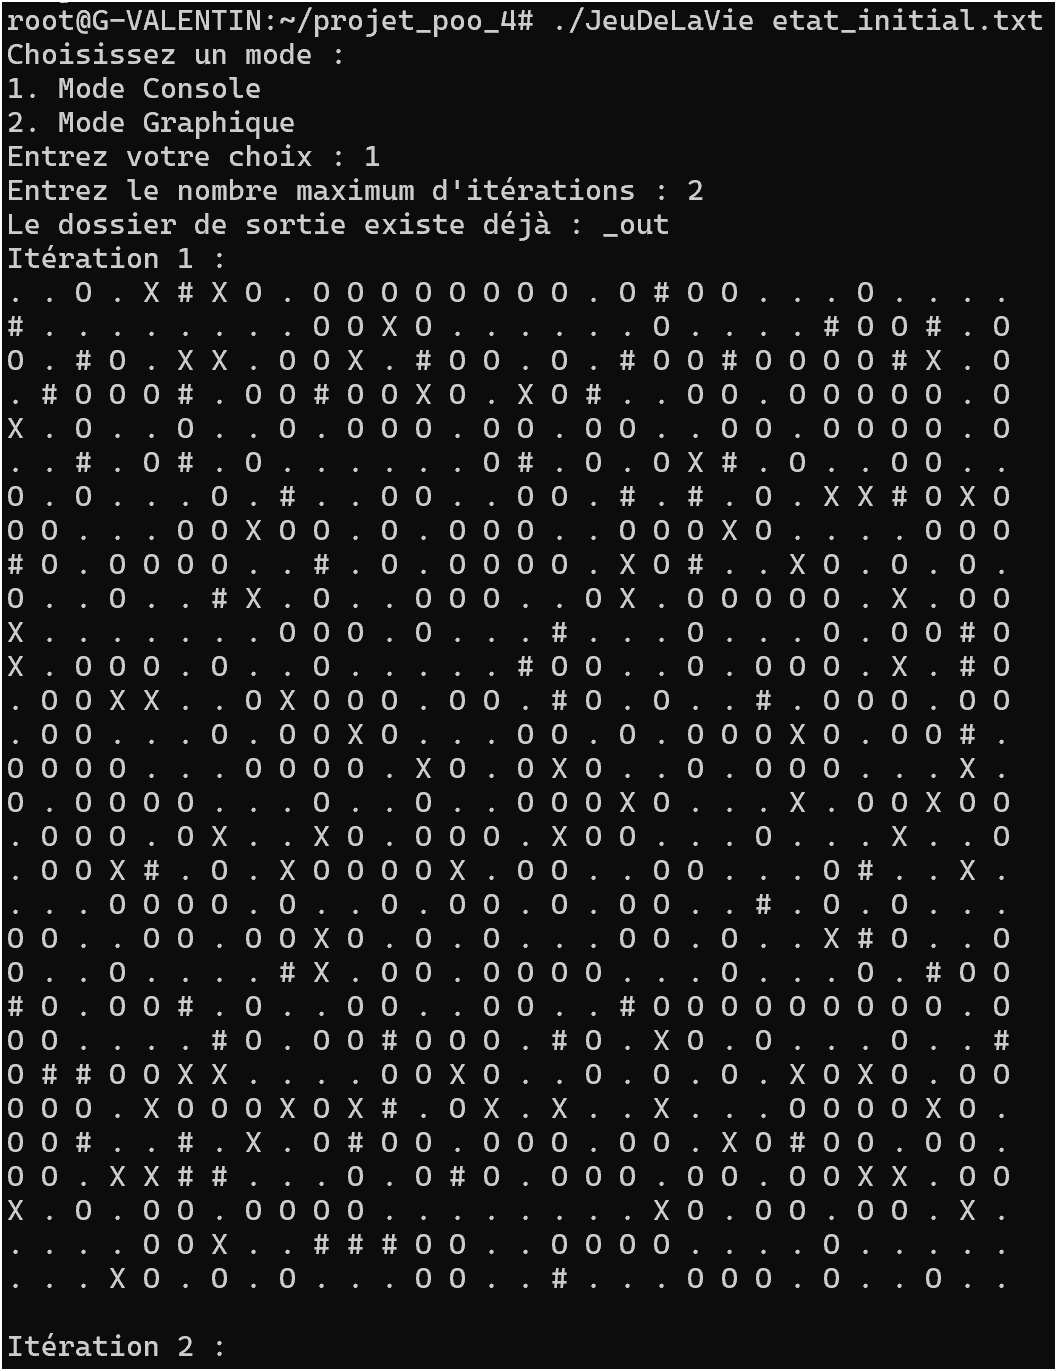 root@G-VALENTIN:~/projet_poo_4# ./JeuDeLaVie etat_initial.txt
Choisissez un mode :
1. Mode Console
2. Mode Graphique
Entrez votre choix : 1
Entrez le nombre maximum d'itérations : 2
Le dossier de sortie existe déjà : _out
Itération 1 :
. . O . X # X O . O O O O O O O O . O # O O . . . O . . . .
# . . . . . . . . O O X O . . . . . . O . . . . # O O # . O
O . # O . X X . O O X . # O O . O . # O O # O O O O # X . O
. # O O O # . O O # O O X O . X O # . . O O . O O O O O . O
X . O . . O . . O . O O O . O O . O O . . O O . O O O O . O
. . # . O # . O . . . . . . O # . O . O X # . O . . O O . .
O . O . . . O . # . . O O . . O O . # . # . O . X X # O X O
O O . . . O O X O O . O . O O O . . O O O X O . . . . O O O
# O . O O O O . . # . O . O O O O . X O # . . X O . O . O .
O . . O . . # X . O . . O O O . . O X . O O O O O . X . O O
X . . . . . . . O O O . O . . . # . . . O . . . O . O O # O
X . O O O . O . . O . . . . . # O O . . O . O O O . X . # O
. O O X X . . O X O O O . O O . # O . O . . # . O O O . O O
. O O . . . O . O O X O . . . O O . O . O O O X O . O O # .
O O O O . . . O O O O . X O . O X O . . O . O O O . . . X .
O . O O O O . . . O . . O . . O O O X O . . . X . O O X O O
. O O O . O X . . X O . O O O . X O O . . . O . . . X . . O
. O O X # . O . X O O O O X . O O . . O O . . . O # . . X .
. . . O O O O . O . . O . O O . O . O O . . # . O . O . . .
O O . . O O . O O X O . O . O . . . O O . O . . X # O . . O
O . . O . . . . # X . O O . O O O O . . . O . . . O . # O O
# O . O O # . O . . O O . . O O . . # O O O O O O O O O . O
O O . . . . # O . O O # O O O . # O . X O . O . . . O . . #
O # # O O X X . . . . O O X O . . O . O . O . X O X O . O O
O O O . X O O O X O X # . O X . X . . X . . . O O O O X O .
O O # . . # . X . O # O O . O O O . O O . X O # O O . O O .
O O . X X # # . . . O . O # O . O O O . O O . O O X X . O O
X . O . O O . O O O O . . . . . . . . X O . O O . O O . X .
. . . . O O X . . # # # O O . . O O O O . . . . O . . . . .
. . . X O . O . O . . . O O . . # . . . O O O . O . . O . .
Itération 2 :